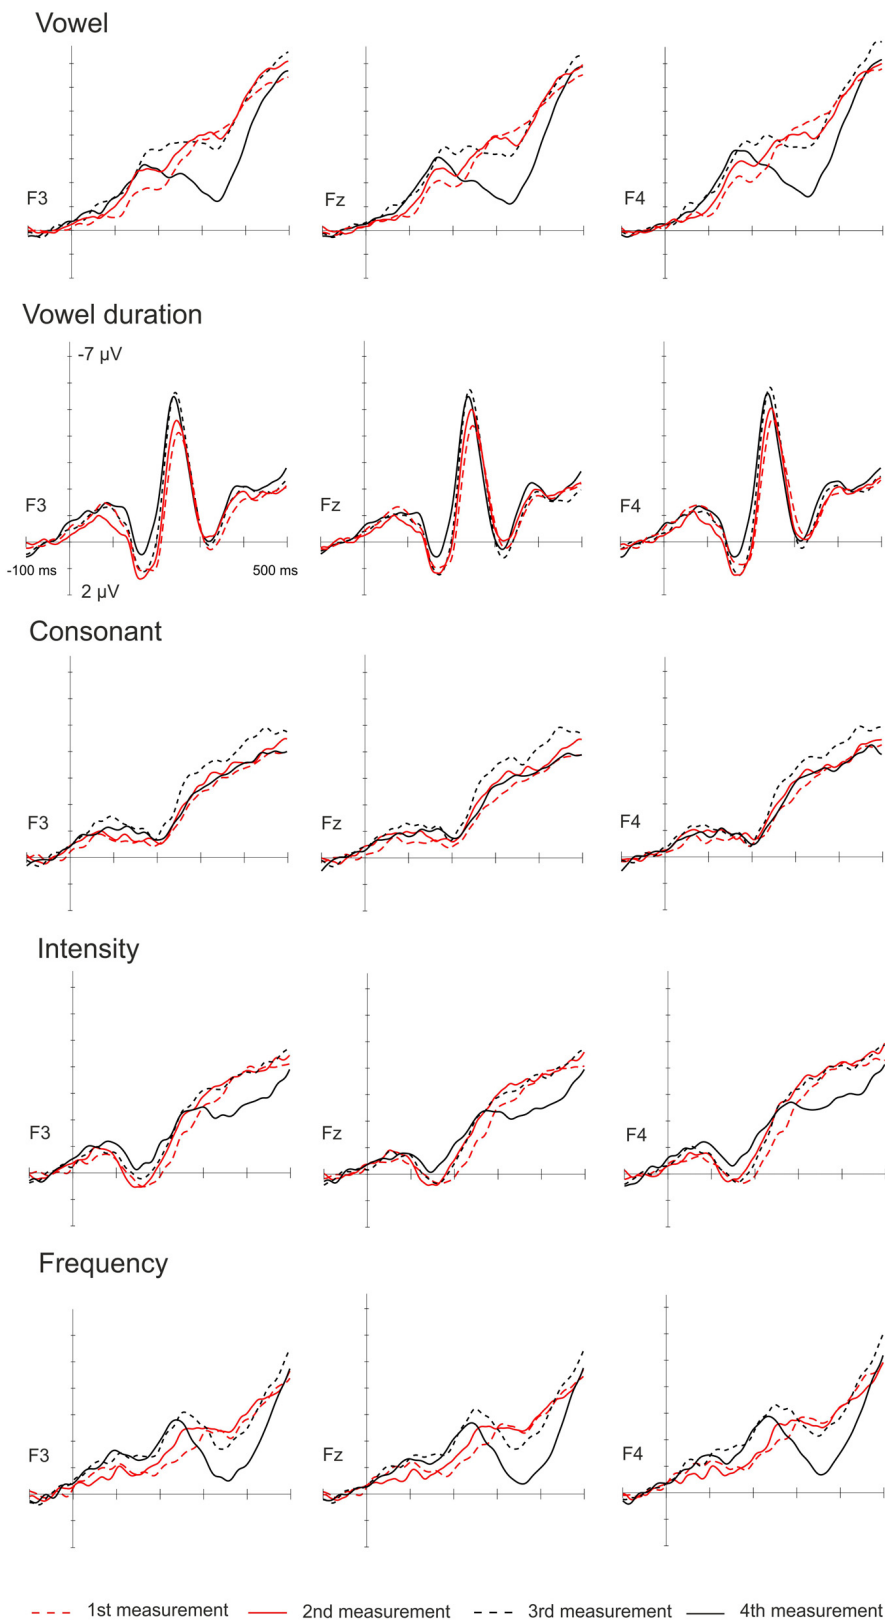 Vowel
F3
Fz
F4
Vowel duration
-7 µV
F3
Fz
F4
-100 ms
500 ms
2 µV
Consonant
F3
Fz
F4
Intensity
F3
Fz
F4
Frequency
F3
Fz
F4
1st measurement 2nd measurement 3rd measurement 4th measurement